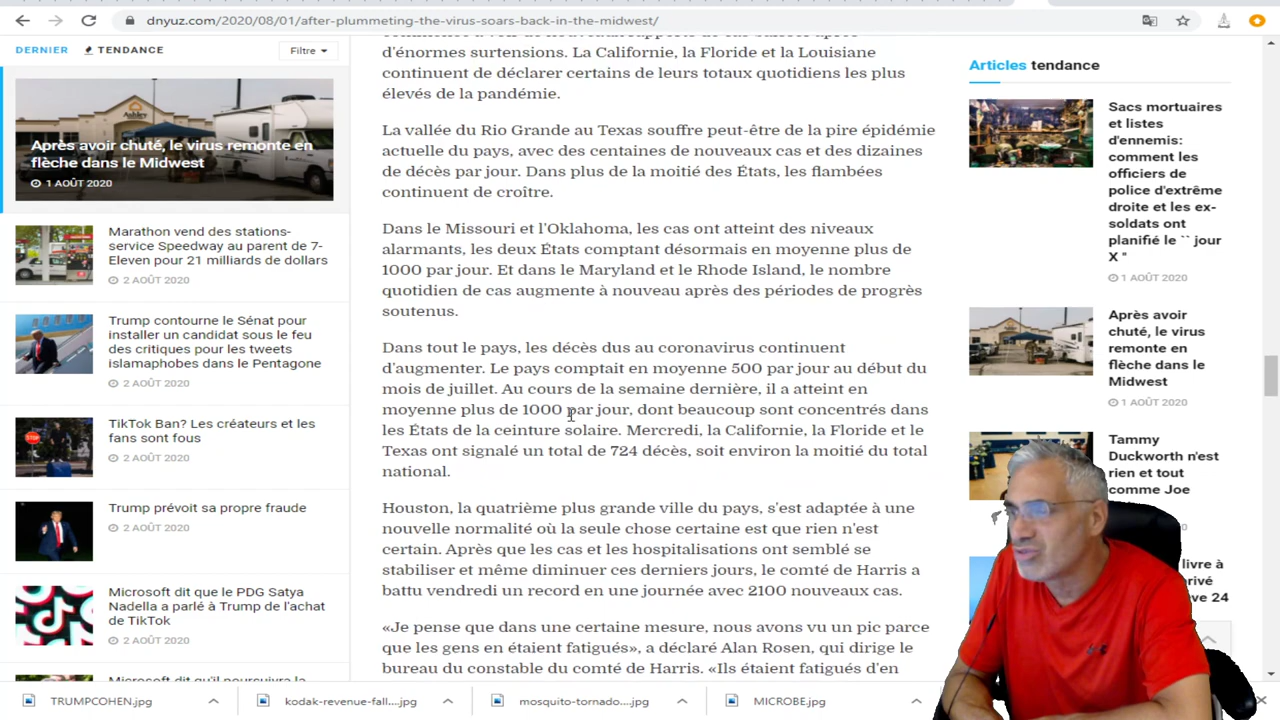 dnyuz.com/2020/08/01/after-plummeting-the-virus-soars-back-in-the-midwest/
DERNIER
TENDANCE
Filtre
Ashley
Après avoir chuté, le virus remonte en
flèche dans le Midwest
1 AOÛT 2020
Marathon vend des stations-
service Speedway au parent de 7-
Eleven pour 21 milliards de dollars
2 AOÛT 2020
Trump contourne le Sénat pour
installer un candidat sous le feu
des critiques pour les tweets
islamaphobes dans le Pentagone
2 AOÛT 2020
STOP
TikTok Ban? Les créateurs et les
fans sont fous
2 AOÛT 2020
Trump prévoit sa propre fraude
2 AOÛT 2020
Microsoft dit que le PDG Satya
Nadella a parlé à Trump de l'achat
de TikTok
2 AOÛT 2020
Microsoft dit qu'il poursuivra la
d'énormes surtensions. La Californie, la Floride et la Louisiane
continuent de déclarer certains de leurs totaux quotidiens les plus
élevés de la pandémie.
La vallée du Rio Grande au Texas souffre peut-être de la pire épidémie
actuelle du pays, avec des centaines de nouveaux cas et des dizaines
de décès par jour. Dans plus de la moitié des États, les flambées
continuent de croître.
Dans le Missouri et l'Oklahoma, les cas ont atteint des niveaux
alarmants, les deux États comptant désormais en moyenne plus de
1000 par jour. Et dans le Maryland et le Rhode Island, le nombre
quotidien de cas augmente à nouveau après des périodes de progrès
soutenus.
Dans tout le pays, les décès dus au coronavirus continuent
d'augmenter. Le pays comptait en moyenne 500 par jour au début du
mois de juillet. Au cours de la semaine dernière, il a atteint en
moyenne plus de 1000 par jour, dont beaucoup sont concentrés dans
les États de la ceinture solaire. Mercredi, la Californie, la Floride et le
Texas ont signalé un total de 724 décès, soit environ la moitié du total
national.
Houston, la quatrième plus grande ville du pays, s'est adaptée à une
nouvelle normalité où la seule chose certaine est que rien n'est
certain. Après que les cas et les hospitalisations ont semblé se
stabiliser et même diminuer ces derniers jours, le comté de Harris a
battu vendredi un record en une journée avec 2100 nouveaux cas.
«Je pense que dans une certaine mesure, nous avons vu un pic parce
que les gens en étaient fatigués», a déclaré Alan Rosen, qui dirige le
bureau du constable du comté de Harris. «Ils étaient fatigués d'en
Articles tendance
Sacs mortuaires
et listes
d'ennemis:
comment les
officiers de
police d'extrême
droite et les ex-
soldats ont
planifié le `` jour
X "
1 AOÛT 2020
Après avoir
chuté, le virus
remonte en
flèche dans le
Midwest
1 AOÛT 2020
Tammy
Duckworth n'est
rien et tout
comme Joe
livre à
24
TRUMPCOHEN.jpg
kodak-revenue-fall....jpg
mosquito-tornado....jpg
MICROBE.jpg